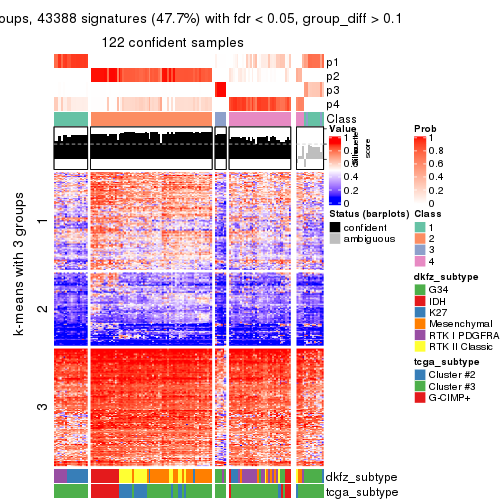 oups, 43388 signatures (47.7%) with fdr < 0.05, group_diff > 0.1
122 confident samples
p1
p2
p3
p4
Class
Silhouette
score
k-means with 3 groups
1
2
3
dkfz_subtype
tcga_subtype
Value
1
0.8
0.6
0.4
0.2
0
Status (barplots)
confident
ambiguous
Prob
1
0.8
0.6
0.4
0.2
0
Class
1
2
3
4
dkfz_subtype
G34
IDH
K27
Mesenchymal
RTK I PDGFRA
RTK II Classic
tcga_subtype
Cluster #2
Cluster #3
G-CIMP+